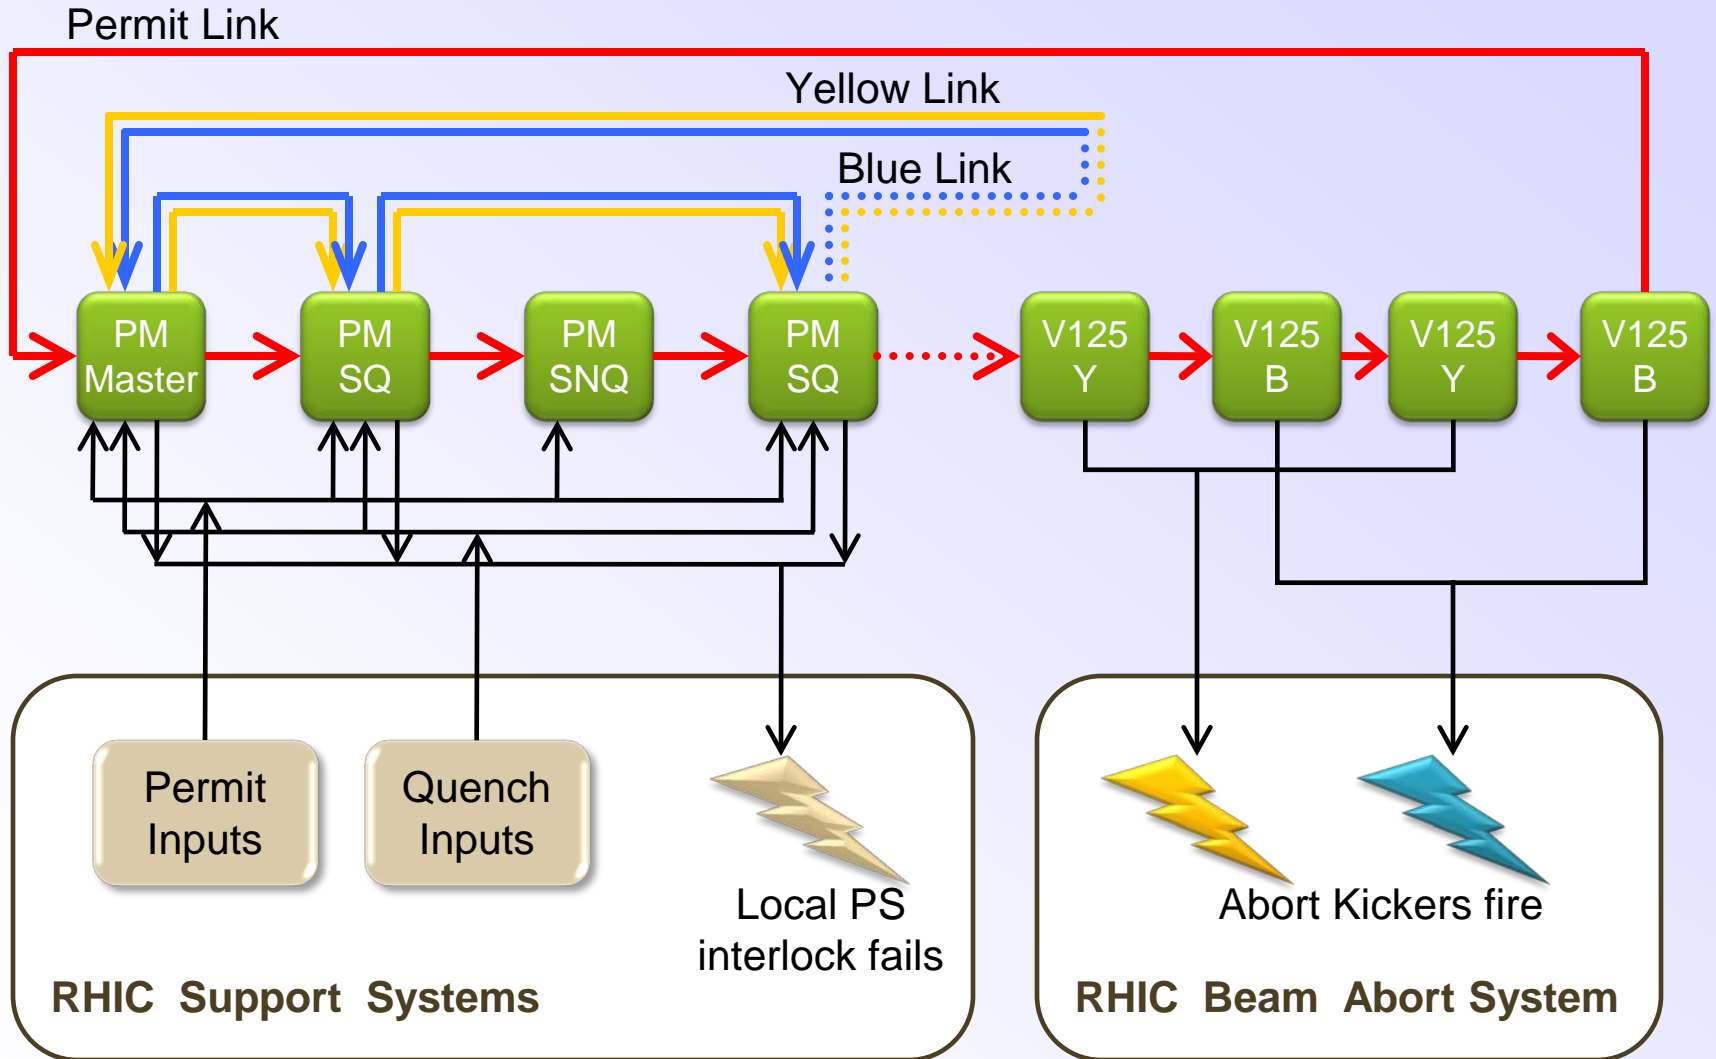 Permit Link
Yellow Link
Blue Link
PM
Master
PM
SQ
PM
SNQ
PM
SQ
V125
Y
V125
B
V125
Y
V125
B
Permit
Inputs
Quench
Inputs
Local PS
interlock fails
Abort Kickers fire
RHIC Support Systems
RHIC Beam Abort System